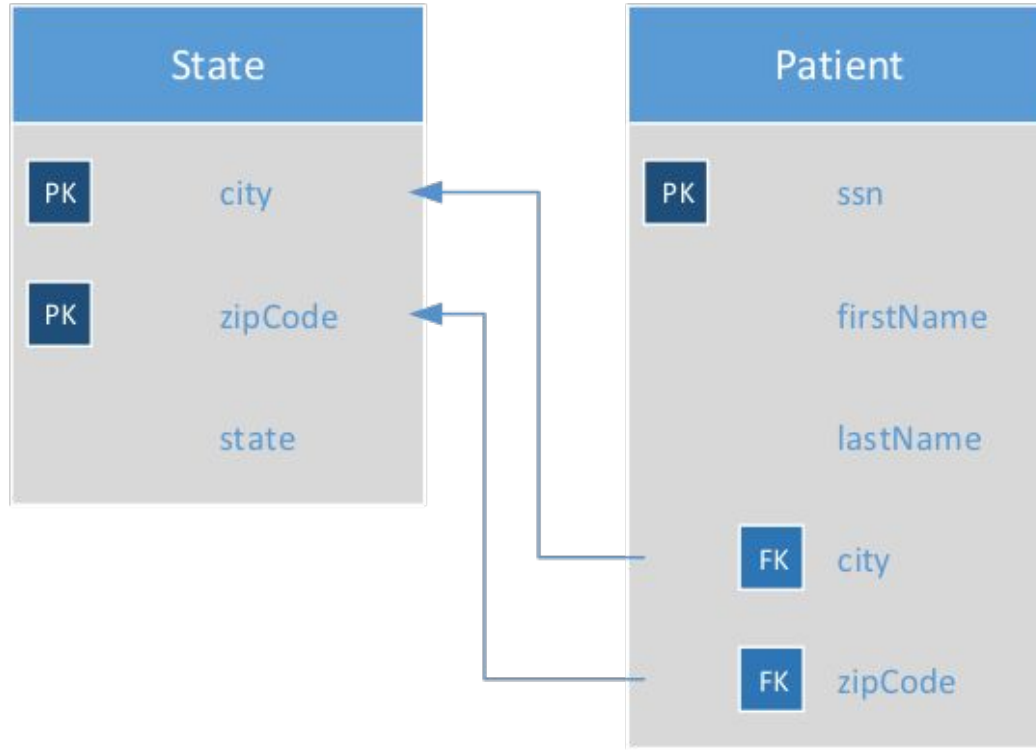 State
PK city
PK zipCode
state
Patient
PK ssn
firstName
lastName
FK city
FK zipCode